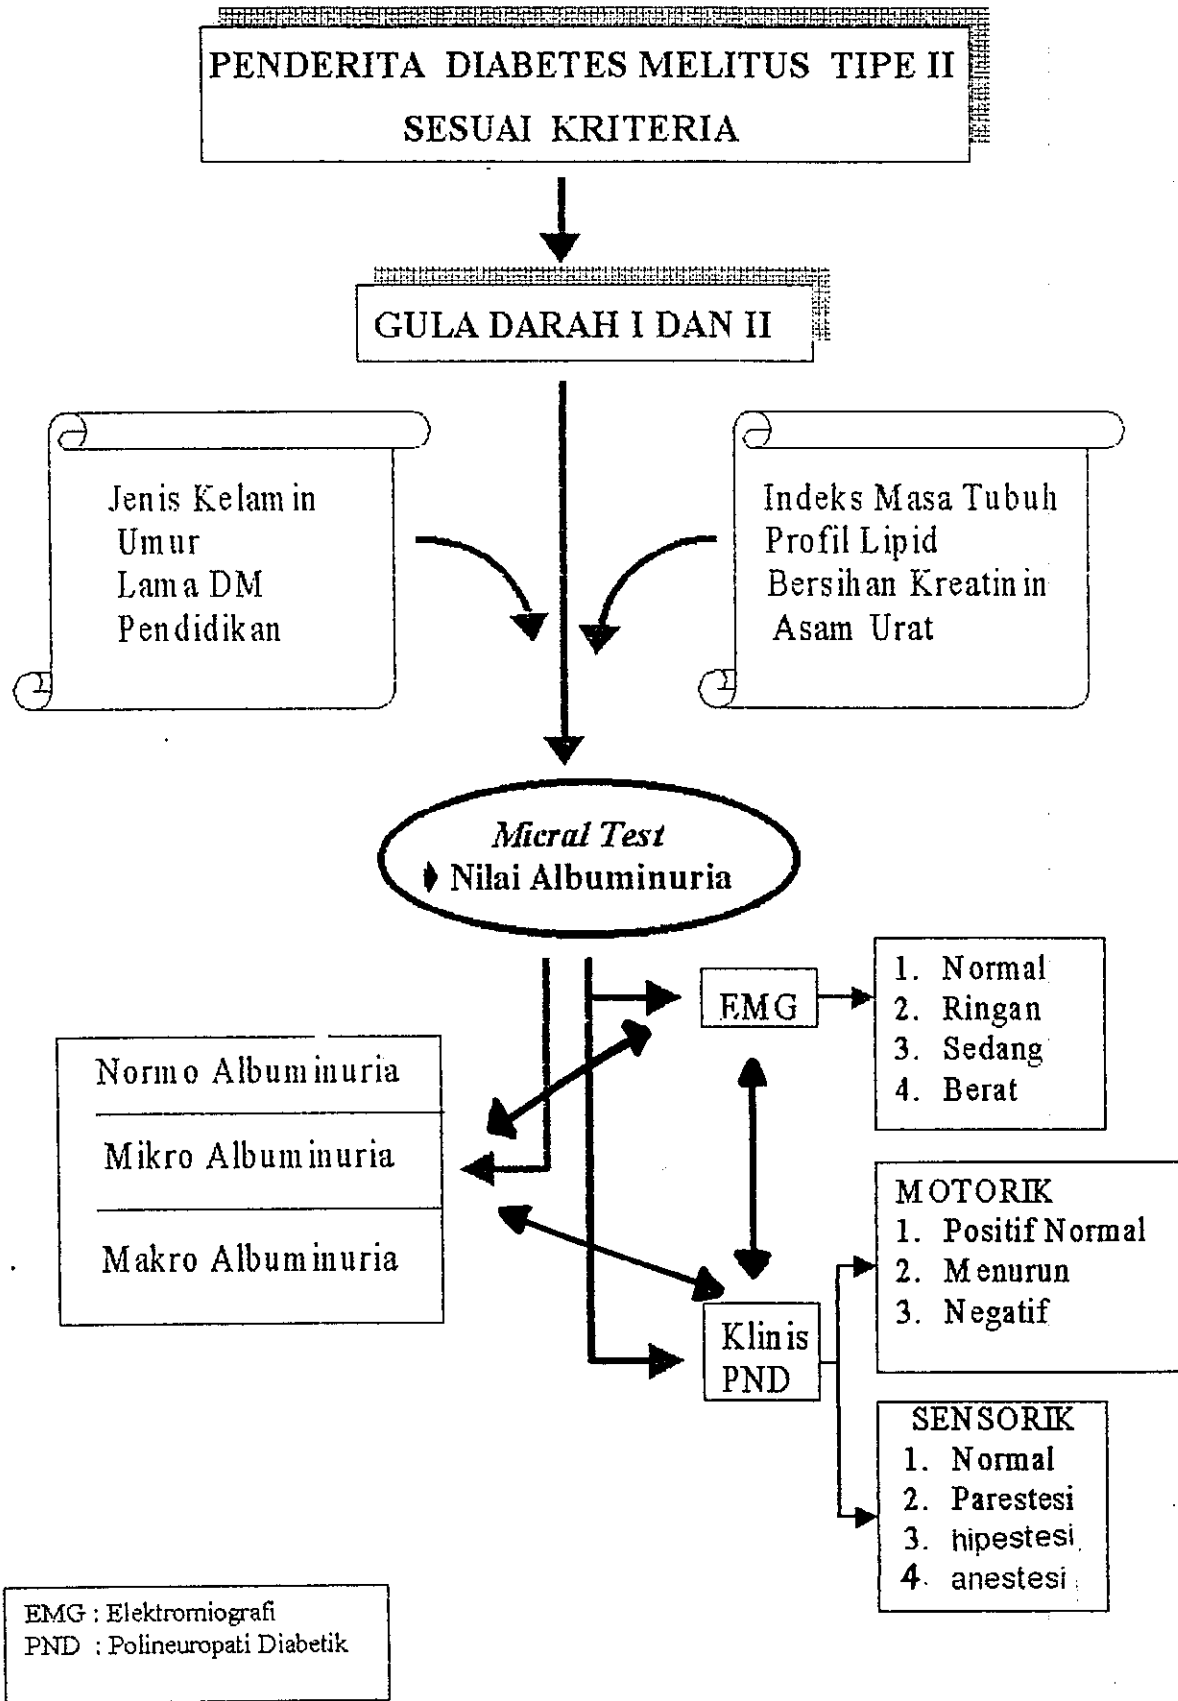 PENDERITA DIABETES MELITUS TIPE II
SESUAI KRITERIA
GULA DARAH I DAN II
Jenis Kelamin
Umur
Lama DM
Pendidikan
Indeks Masa Tubuh
Profil Lipid
Bersihan Kreatinin
Asam Urat
Micral Test
Nilai Albuminuria
Normo Albuminuria
Mikro Albuminuria
Makro Albuminuria
EMG
1. Normal
2. Ringan
3. Sedang
4. Berat
MOTORIK
1. Positif Normal
2. Menurun
3. Negatif
Klinis
PND
SENSORIK
1. Normal
2. Parestesi
3. hipestesi
4. anestesi
EMG : Elektromiografi
PND : Polineuropati Diabetik